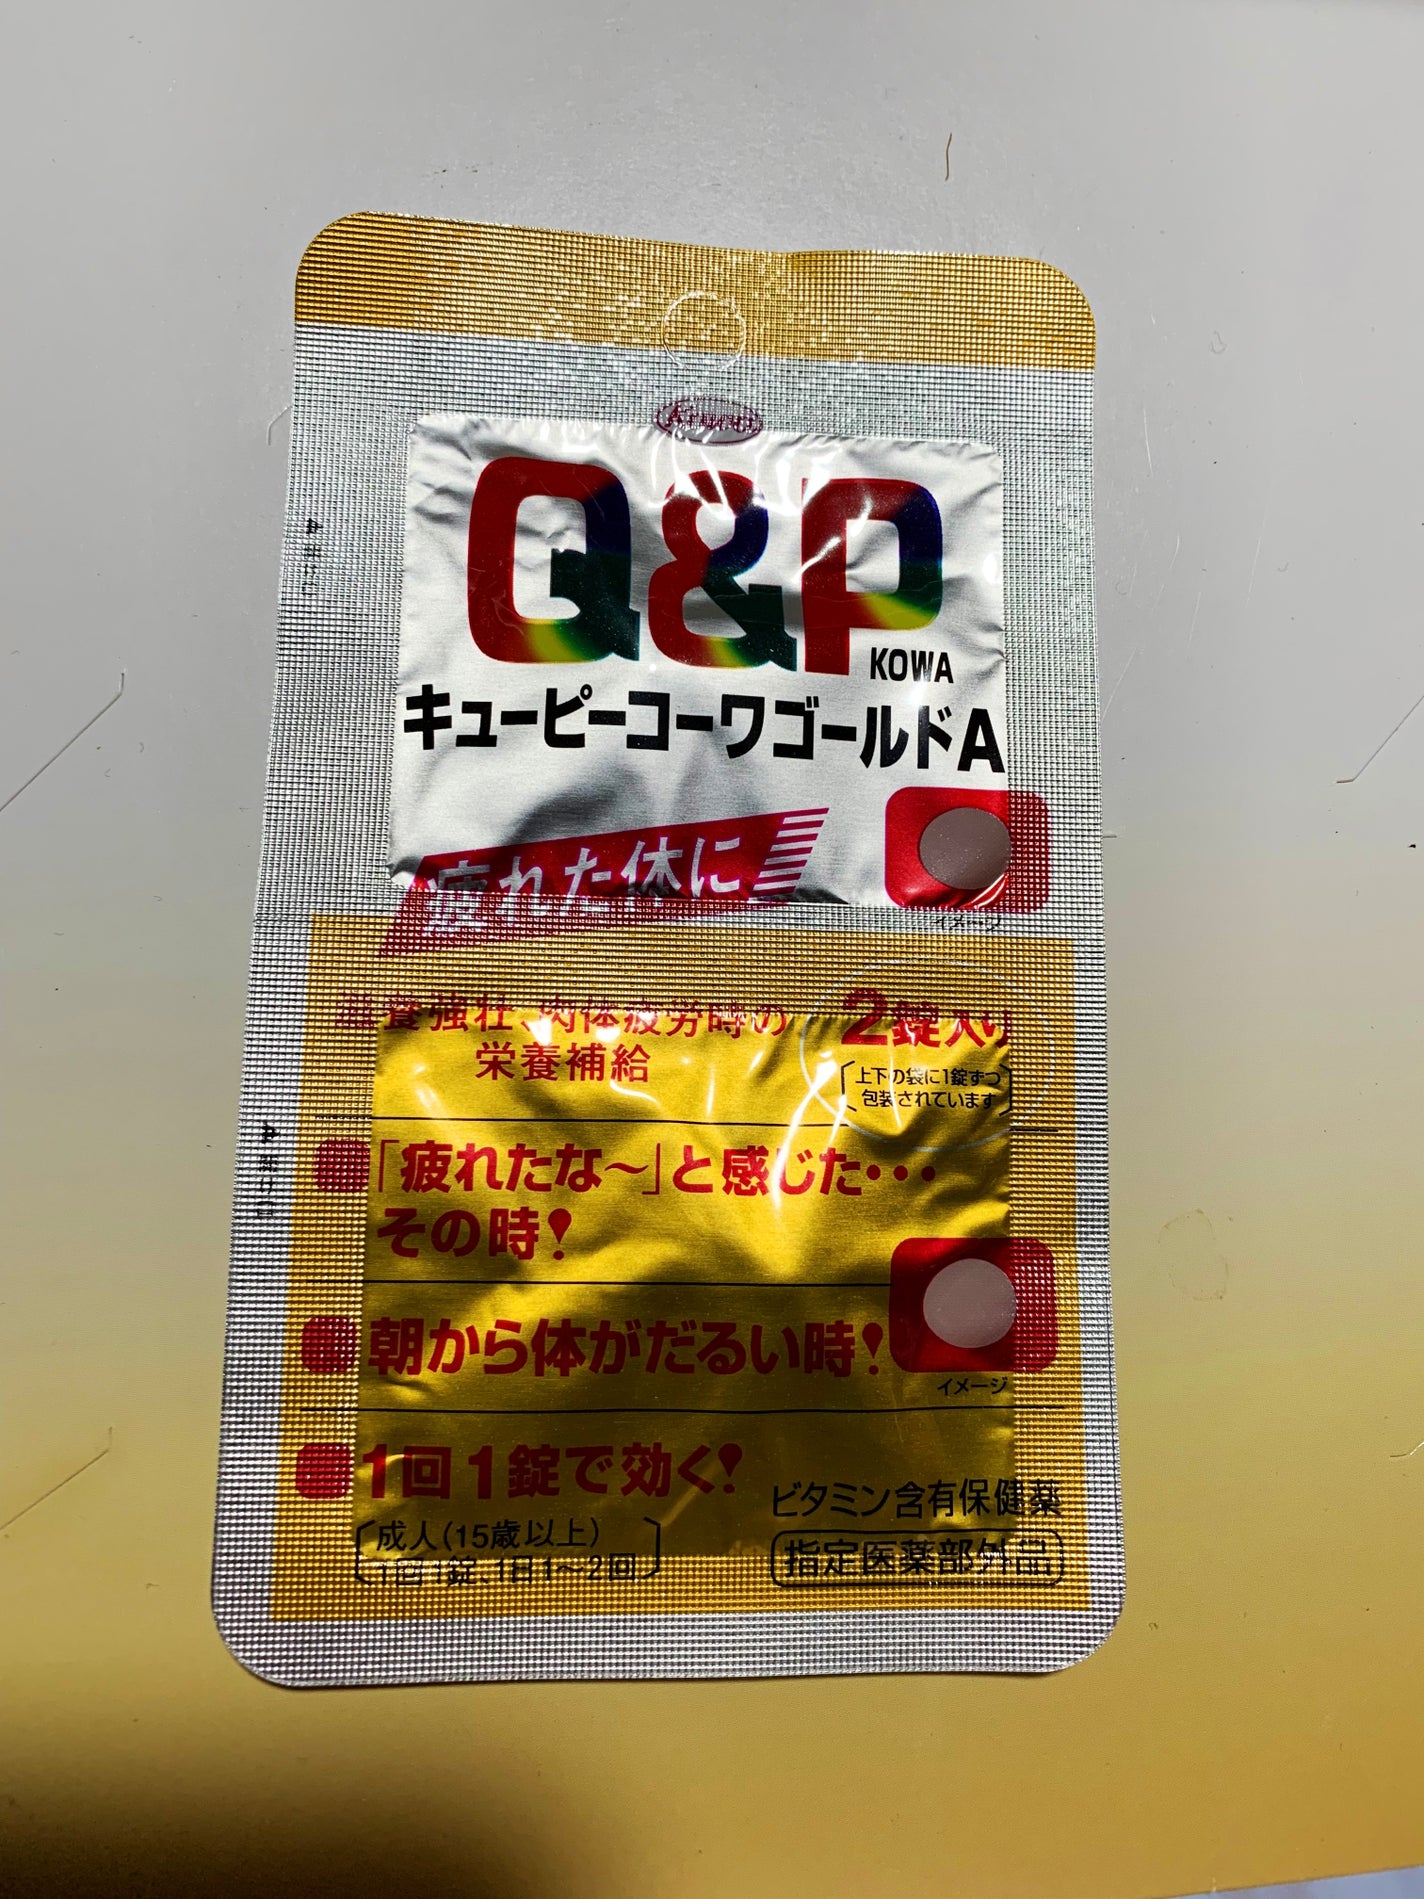 Kowa
Q&P
KOWA
キューピーコーワゴールドA
疲れた体に
イメージ
滋養強壮、肉体疲労時の
栄養補給
2錠入り
上下の袋に1錠ずつ
包装されています
「疲れたな～」と感じた・・・
その時!
朝から体がだるい時!
イメージ
1回1錠で効く!
成人(15歳以上)
1回1錠、1日1～2回
ビタミン含有保健薬
指定医薬部外品